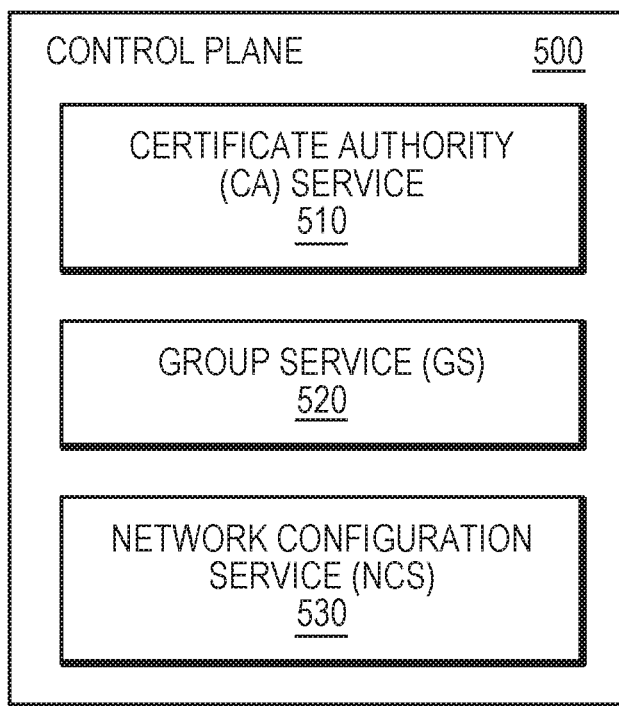 CONTROL PLANE 500
CERTIFICATE AUTHORITY
(CA) SERVICE
510
GROUP SERVICE (GS)
520
NETWORK CONFIGURATION
SERVICE (NCS)
530